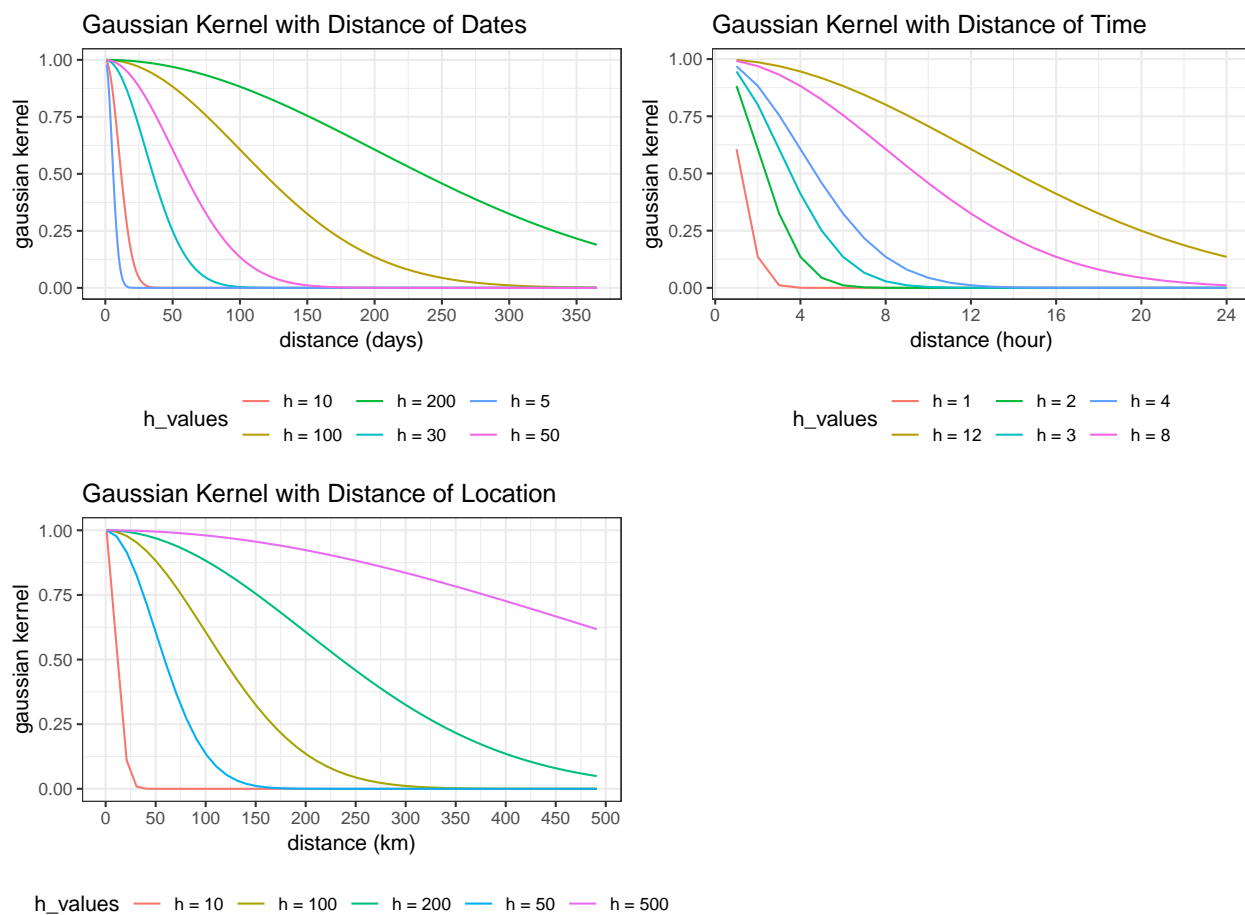 Gaussian Kernel with Distance of Dates
1.00
0.75
0.50
0.25
0.00
gaussian kernel
0 50 100 150 200 250 300 350
distance (days)
h_values
h = 10 h = 200 h = 5
h = 100 h = 30 h = 50
Gaussian Kernel with Distance of Time
1.00
0.75
0.50
0.25
0.00
gaussian kernel
0 4 8 12 16 20 24
distance (hour)
h_values
h = 1 h = 2 h = 4
h = 12 h = 3 h = 8
Gaussian Kernel with Distance of Location
1.00
0.75
0.50
0.25
0.00
gaussian kernel
0 50 100 150 200 250 300 350 400 450 500
distance (km)
h_values h = 10 h = 100 h = 200 h = 50 h = 500